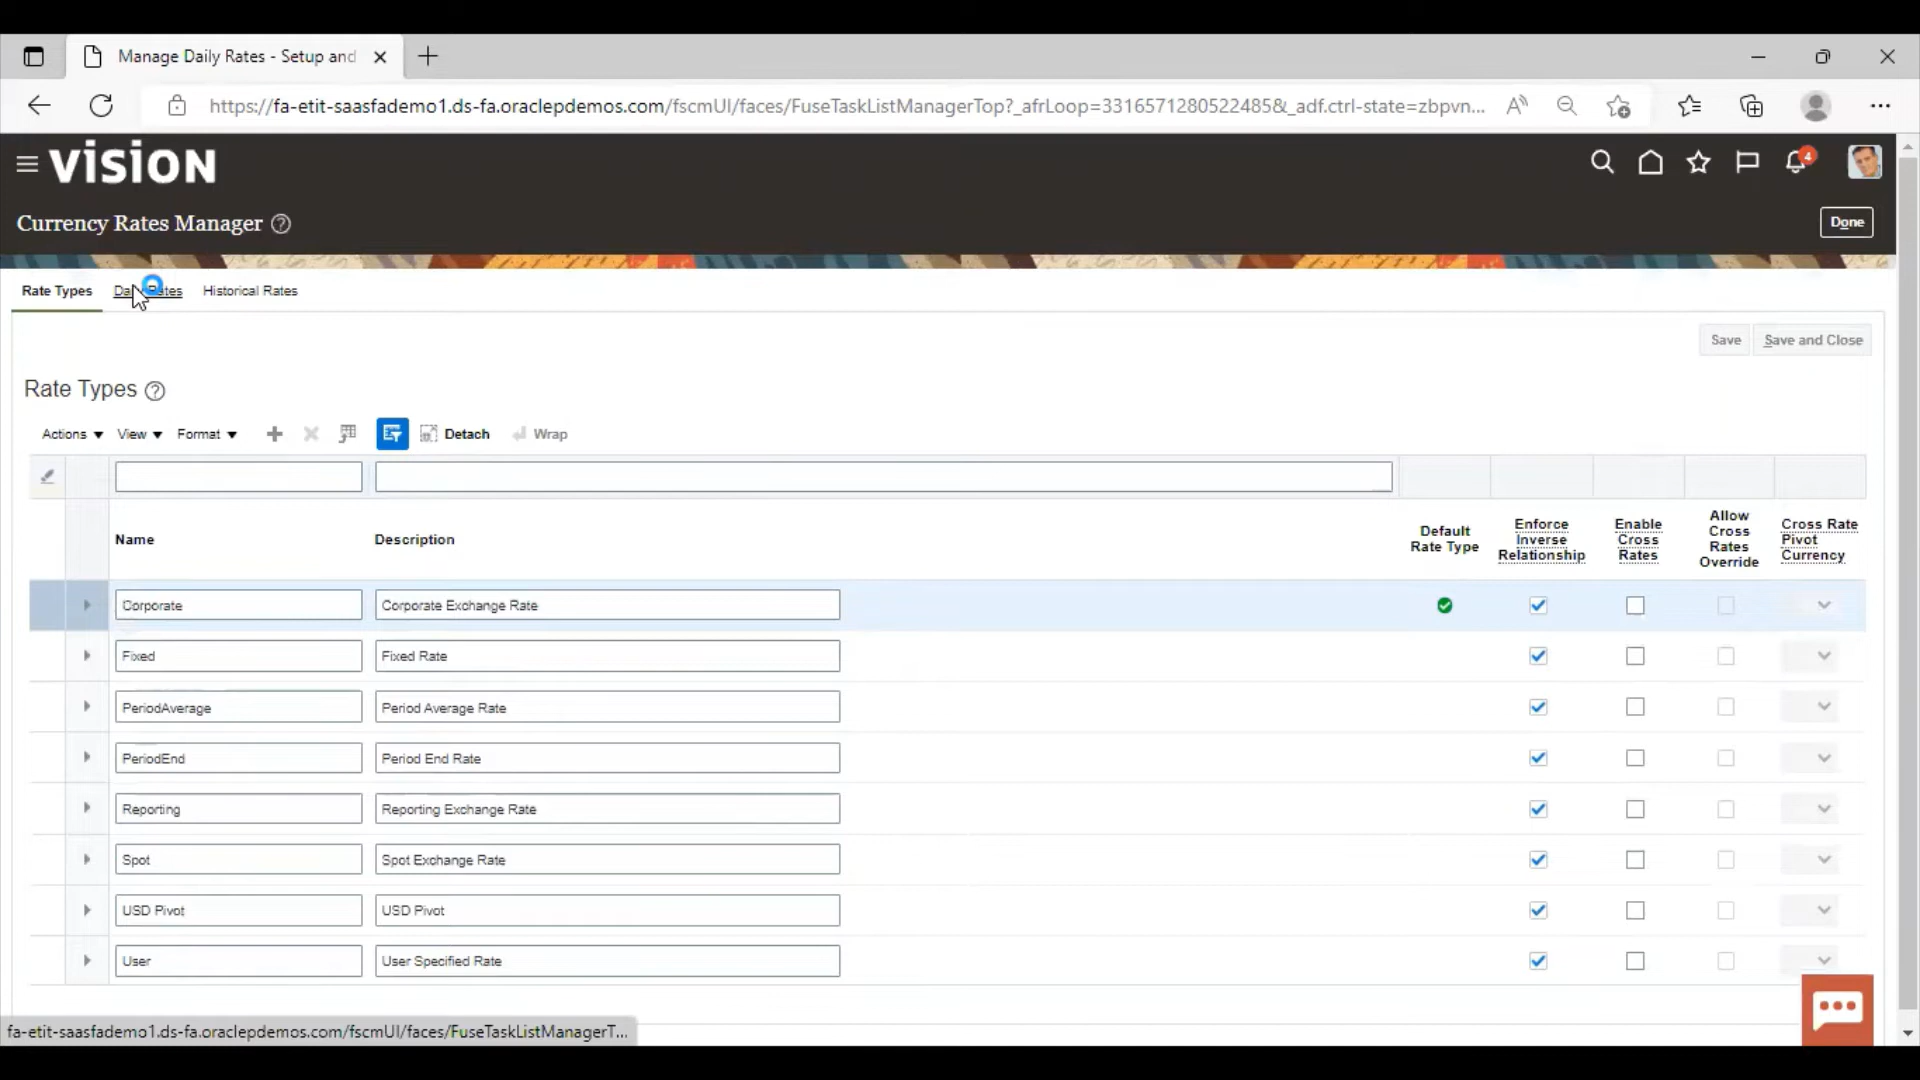 Manage Daily Rates - Setup and
https://fa-etit-saasfademo1.ds-fa.oraclepdemos.com/fscmUI/faces/FuseTaskListManagerTop?_afrLoop=3316571280522485&_adf.ctrl-state=zbpvn...
VISION
4
Currency Rates Manager
Done
Rate Types Daily Rates Historical Rates
Save Save and Close
Rate Types
Actions View Format Detach Wrap
Name Description Default Rate Type Enforce Inverse Relationship Enable Cross Rates Allow Cross Rates Override Cross Rate Pivot Currency
Corporate Corporate Exchange Rate
Fixed Fixed Rate
PeriodAverage Period Average Rate
PeriodEnd Period End Rate
Reporting Reporting Exchange Rate
Spot Spot Exchange Rate
USD Pivot USD Pivot
User User Specified Rate
fa-etit-saasfademo1.ds-fa.oraclepdemos.com/fscmUI/faces/FuseTaskListManagerT...